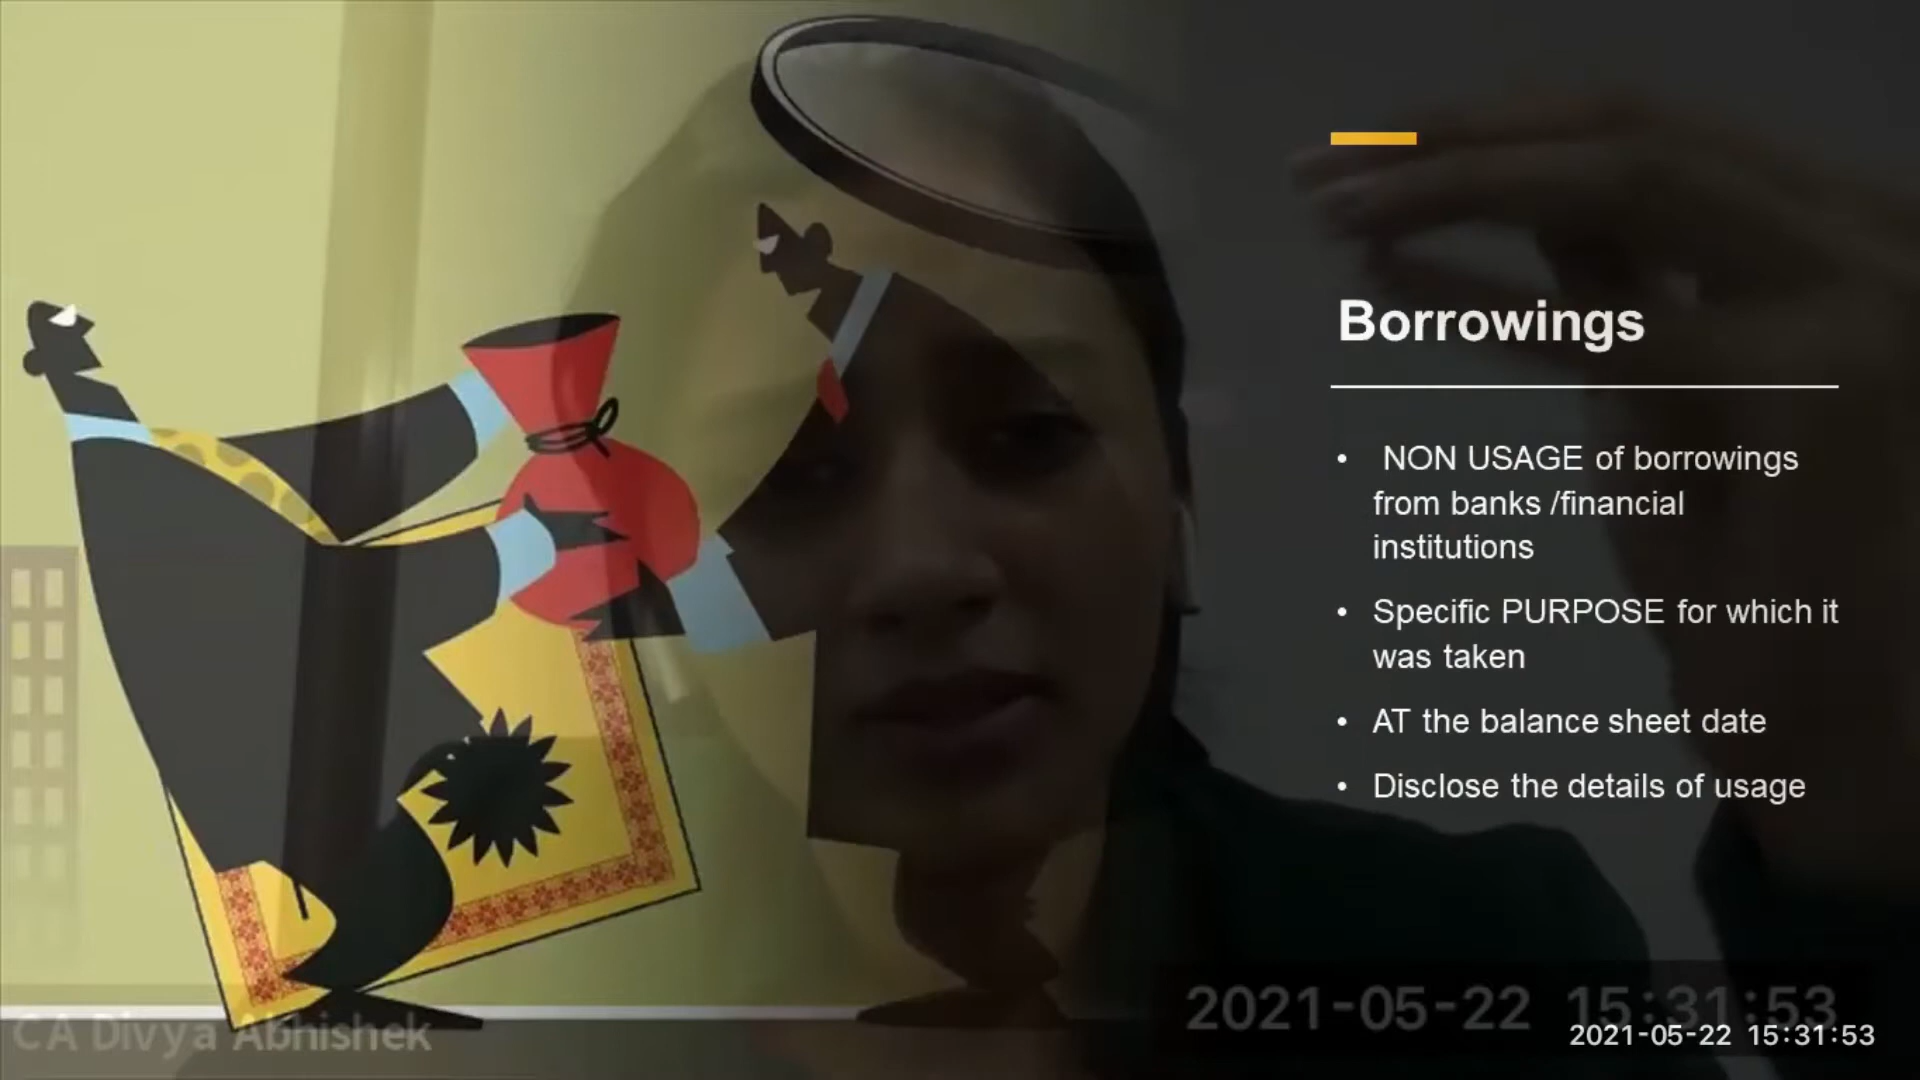 Borrowings
• NON USAGE of borrowings
from banks /financial
institutions
• Specific PURPOSE for which it
was taken
• AT the balance sheet date
• Disclose the details of usage
CA Divya Abhishek
2021-05-22 15:31:53
2021-05-22 15:31:53